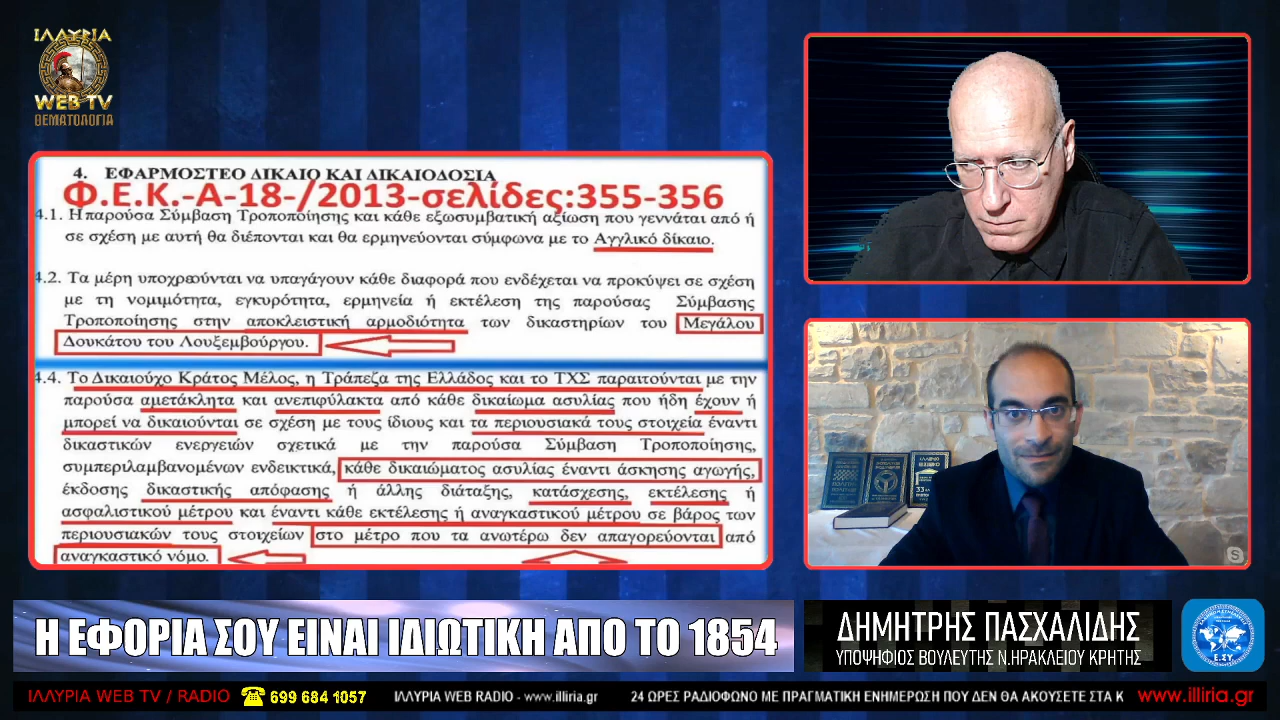 ΙΛΛΥΡΙΑ
WEB TV
ΘΕΜΑΤΟΛΟΓΙΑ
4. ΕΦΑΡΜΟΣΤΕΟ ΔΙΚΑΙΟ ΚΑΙ ΔΙΚΑΙΟΔΟΣΙΑ
Φ.Ε.Κ.-Α-18-/2013-σελίδες:355-356
4.1. Η παρούσα Σύμβαση Τροποποίησης και κάθε εξωσυμβατική αξίωση που γεννάται από ή
σε σχέση με αυτή θα διέπονται και θα ερμηνεύονται σύμφωνα με το Αγγλικό δίκαιο.
4.2. Τα μέρη υποχρεούνται να υπαγάγουν κάθε διαφορά που ενδέχεται να προκύψει σε σχέση
με τη νομιμότητα, εγκυρότητα, ερμηνεία ή εκτέλεση της παρούσας Σύμβασης
Τροποποίησης στην αποκλειστική αρμοδιότητα των δικαστηρίων του Μεγάλου
Δουκάτου του Λουξεμβούργου.
4.4. Το Δικαιούχο Κράτος Μέλος, η Τράπεζα της Ελλάδος και το ΤΧΣ παραιτούνται με την
παρούσα αμετάκλητα και ανεπιφύλακτα από κάθε δικαίωμα ασυλίας που ήδη έχουν ή
μπορεί να δικαιούνται σε σχέση με τους ίδιους και τα περιουσιακά τους στοιχεία έναντι
δικαστικών ενεργειών σχετικά με την παρούσα Σύμβαση Τροποποίησης,
συμπεριλαμβανομένων ενδεικτικά, κάθε δικαιώματος ασυλίας έναντι άσκησης αγωγής,
έκδοσης δικαστικής απόφασης ή άλλης διάταξης, κατάσχεσης, εκτέλεσης ή
ασφαλιστικού μέτρου και έναντι κάθε εκτέλεσης ή αναγκαστικού μέτρου σε βάρος των
περιουσιακών τους στοιχείων στο μέτρο που τα ανωτέρω δεν απαγορεύονται από
αναγκαστικό νόμο.
Η ΕΦΟΡΙΑ ΣΟΥ ΕΙΝΑΙ ΙΔΙΩΤΙΚΗ ΑΠΟ ΤΟ 1854
ΔΗΜΗΤΡΗΣ ΠΑΣΧΑΛΙΔΗΣ
ΥΠΟΨΗΦΙΟΣ ΒΟΥΛΕΥΤΗΣ Ν.ΗΡΑΚΛΕΙΟΥ ΚΡΗΤΗΣ
Ε.ΣΥ.
ΙΛΛΥΡΙΑ WEB TV / RADIO ☎ 699 684 1057 ΙΛΛΥΡΙΑ WEB RADIO - www.illiria.gr 24 ΩΡΕΣ ΡΑΔΙΟΦΩΝΟ ΜΕ ΠΡΑΓΜΑΤΙΚΗ ΕΝΗΜΕΡΩΣΗ ΠΟΥ ΔΕΝ ΘΑ ΑΚΟΥΣΕΤΕ ΣΤΑ Κ www.illiria.gr